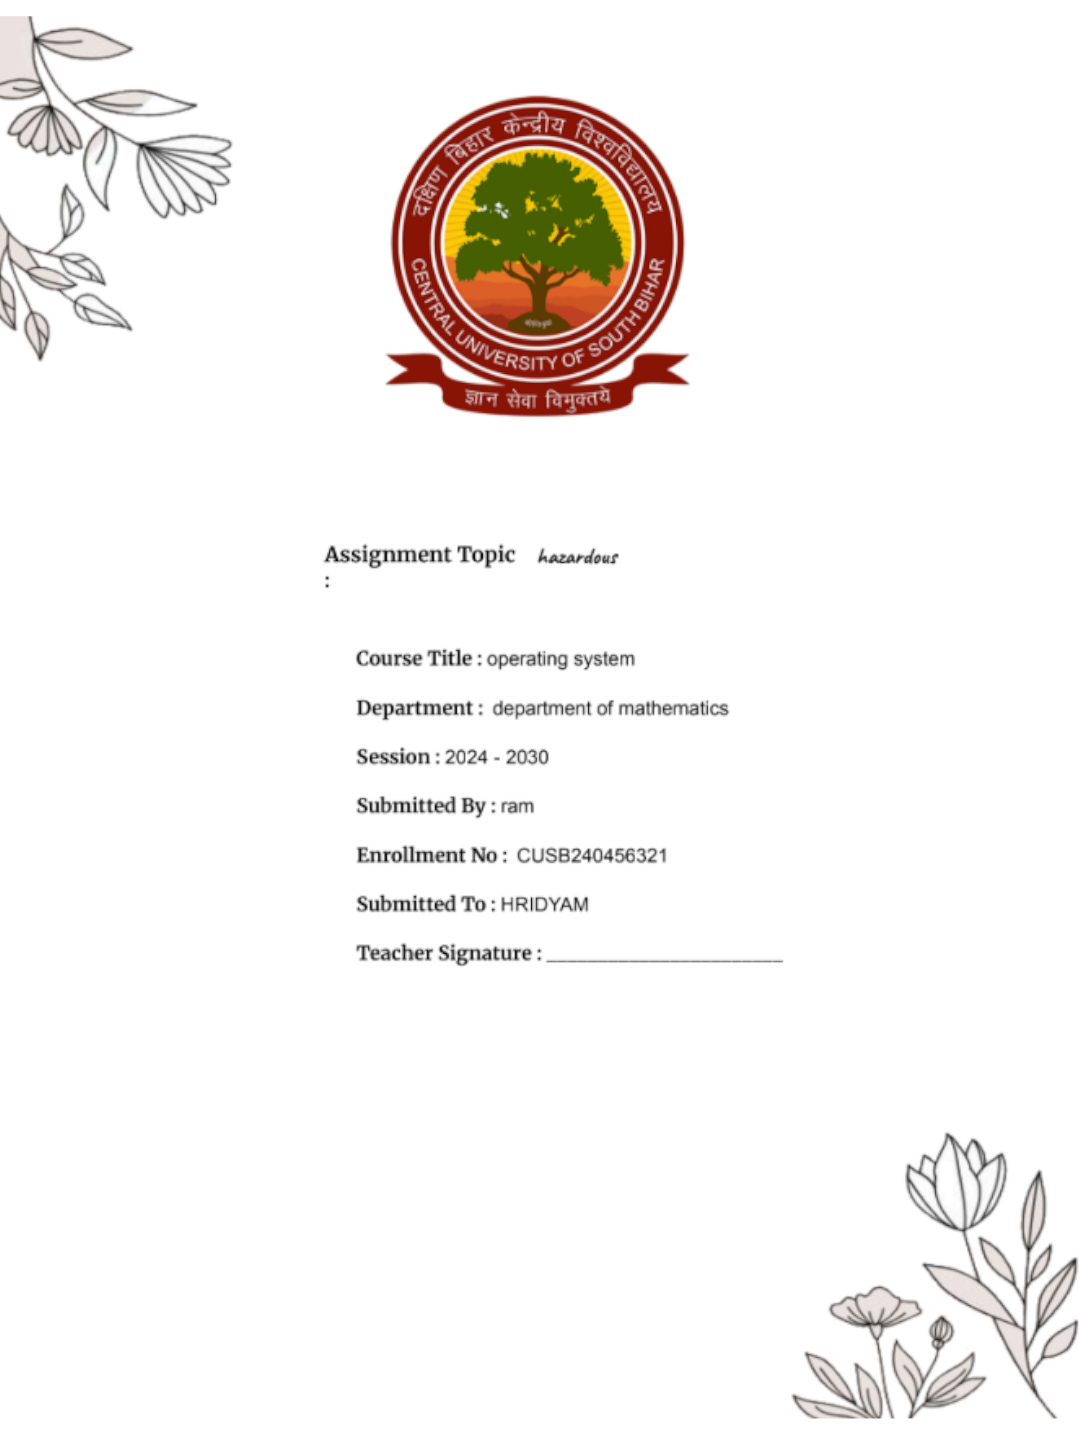 दक्षिण बिहार केन्द्रीय विश्वविद्यालय
CENTRAL UNIVERSITY OF SOUTH BIHAR
ज्ञान सेवा विमुक्तये
Assignment Topic hazardous
:
Course Title : operating system
Department : department of mathematics
Session : 2024 - 2030
Submitted By : ram
Enrollment No : CUSB240456321
Submitted To : HRIDYAM
Teacher Signature : ______________________